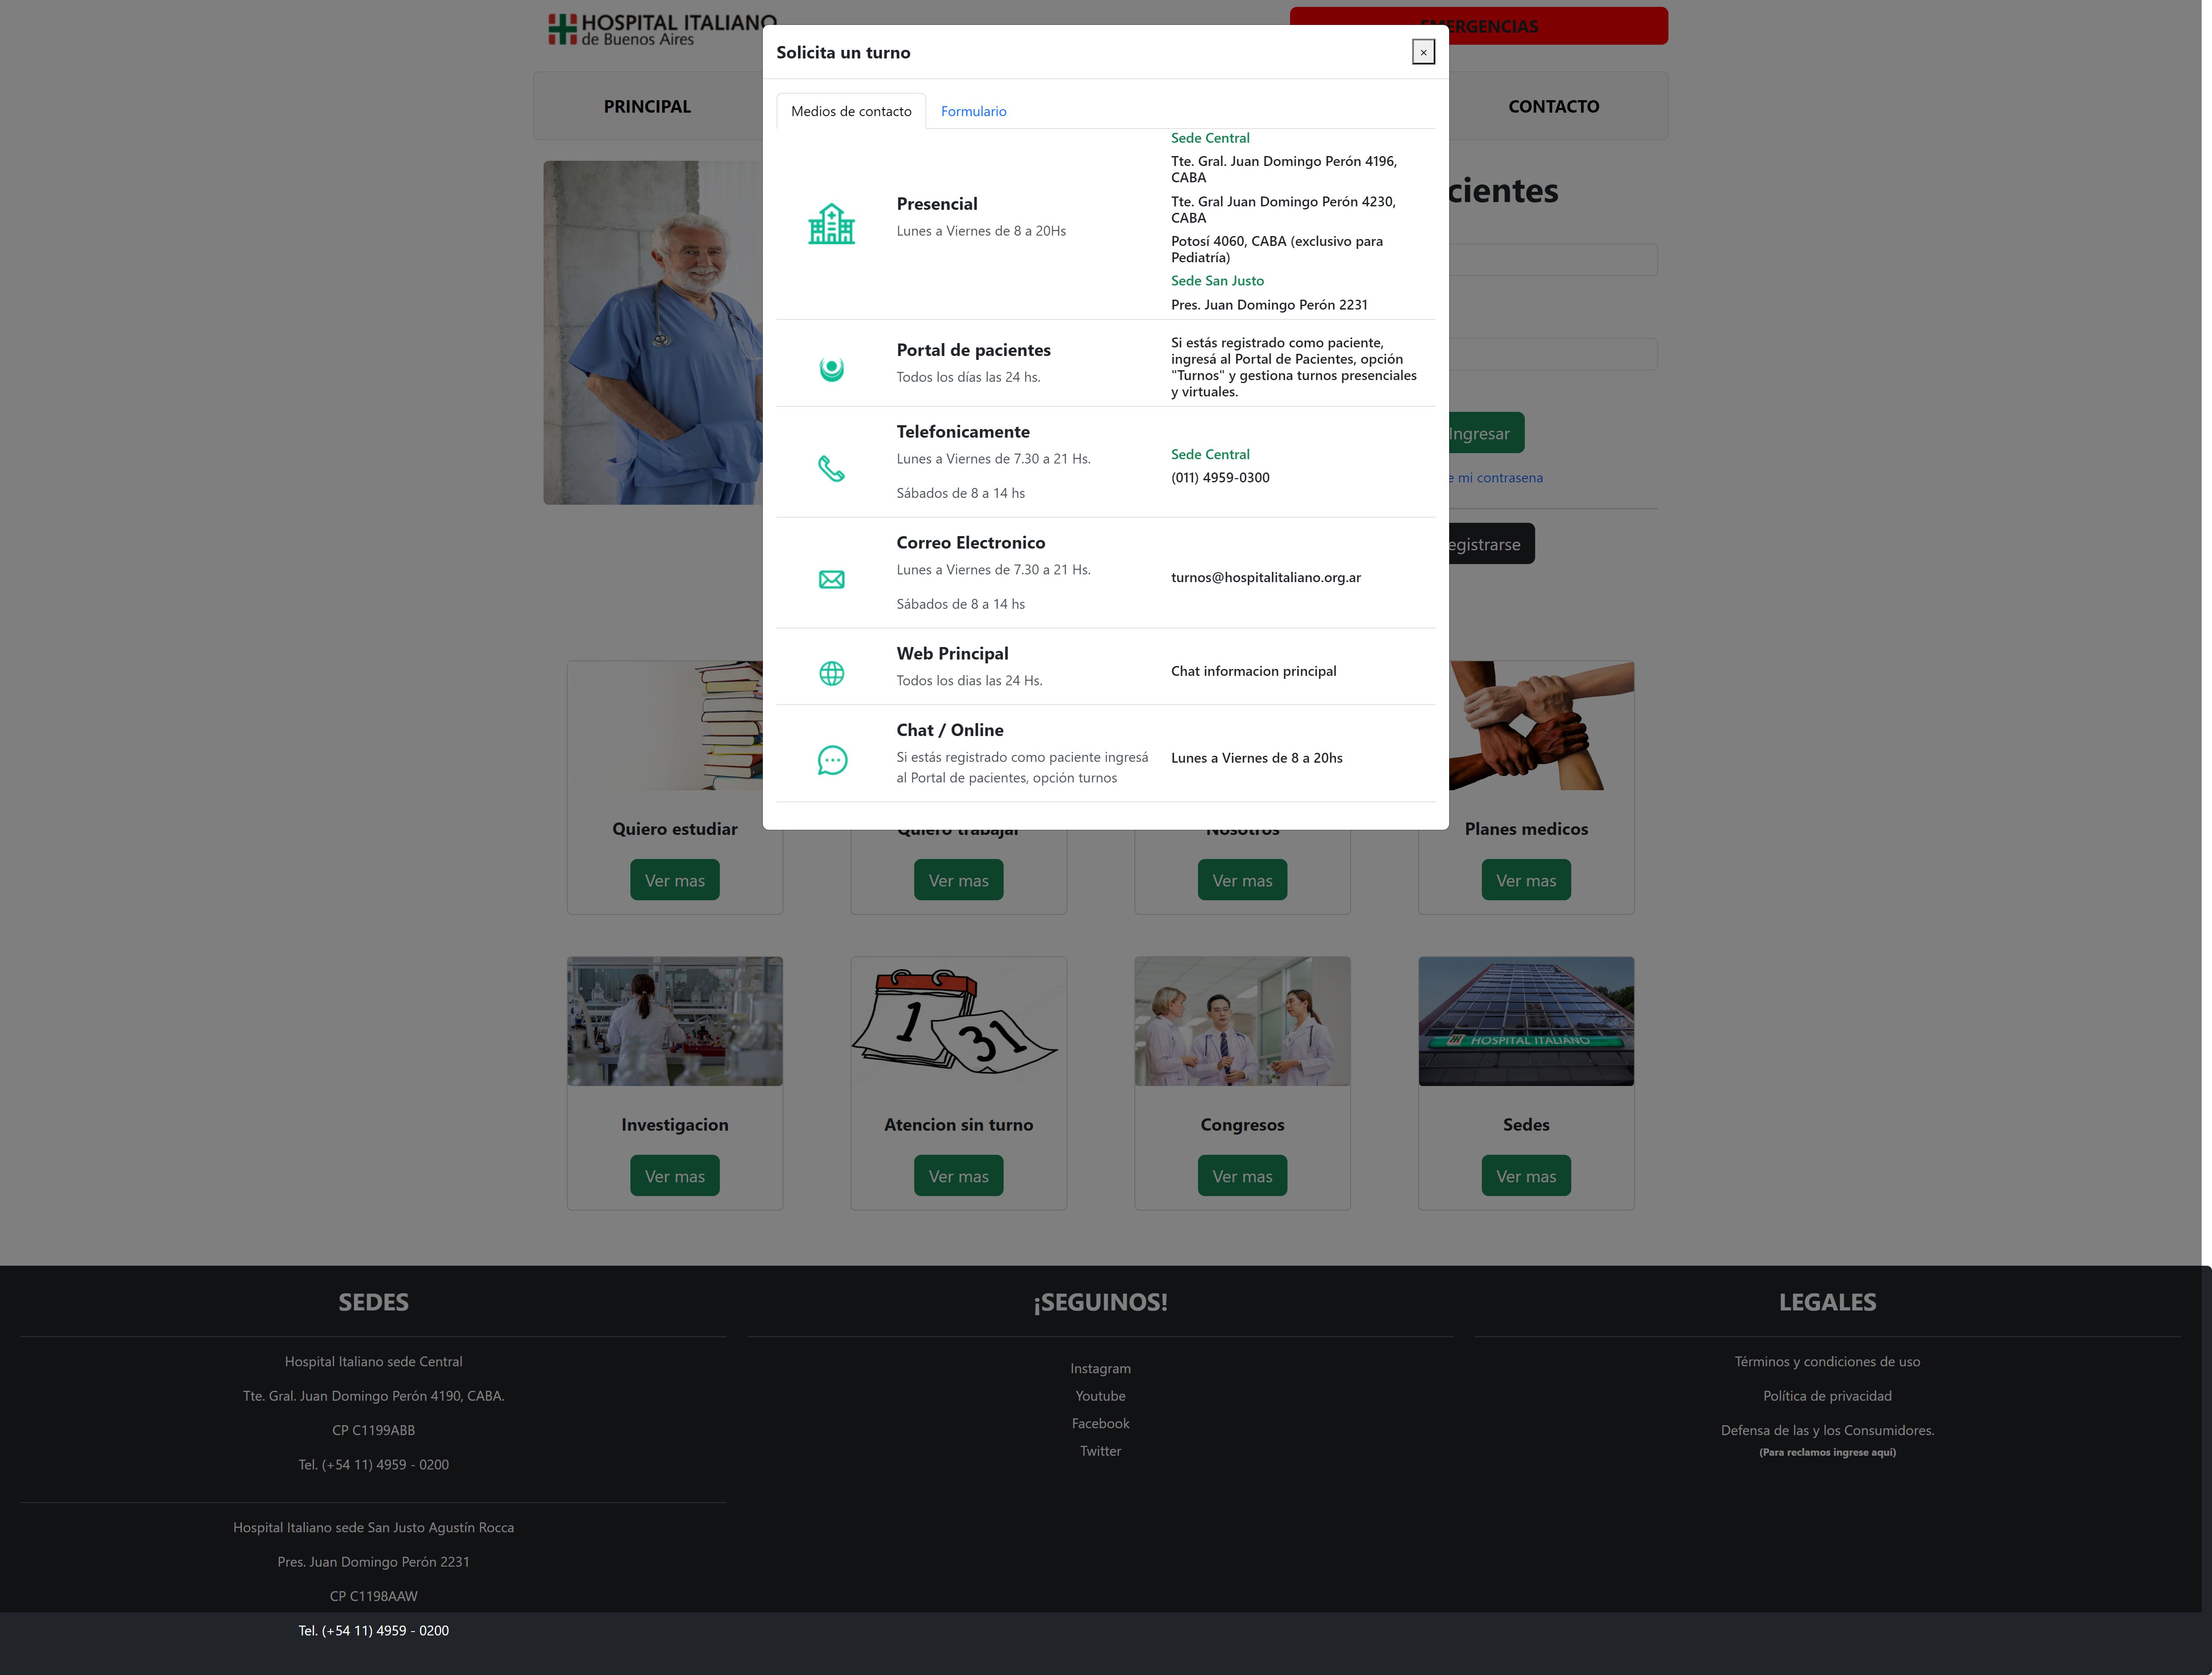 HOSPITAL ITALIANO
de Buenos Aires
EMERGENCIAS
PRINCIPAL
CONTACTO
Solicita un turno
×
Medios de contacto
Formulario
Presencial
Lunes a Viernes de 8 a 20Hs
Sede Central
Tte. Gral. Juan Domingo Perón 4196,
CABA
Tte. Gral Juan Domingo Perón 4230,
CABA
Potosí 4060, CABA (exclusivo para
Pediatría)
Sede San Justo
Pres. Juan Domingo Perón 2231
Portal de pacientes
Todos los días las 24 hs.
Si estás registrado como paciente,
ingresá al Portal de Pacientes, opción
"Turnos" y gestiona turnos presenciales
y virtuales.
Telefonicamente
Lunes a Viernes de 7.30 a 21 Hs.
Sábados de 8 a 14 hs
Sede Central
(011) 4959-0300
Correo Electronico
Lunes a Viernes de 7.30 a 21 Hs.
Sábados de 8 a 14 hs
turnos@hospitalitaliano.org.ar
Web Principal
Todos los dias las 24 Hs.
Chat informacion principal
Chat / Online
Si estás registrado como paciente ingresá
al Portal de pacientes, opción turnos
Lunes a Viernes de 8 a 20hs
cientes
Ingresar
e mi contrasena
egistrarse
Quiero estudiar
Quiero trabajar
Nosotros
Planes medicos
Ver mas
Ver mas
Ver mas
Ver mas
1
31
HOSPITAL ITALIANO
Investigacion
Atencion sin turno
Congresos
Sedes
Ver mas
Ver mas
Ver mas
Ver mas
SEDES
Hospital Italiano sede Central
Tte. Gral. Juan Domingo Perón 4190, CABA.
CP C1199ABB
Tel. (+54 11) 4959 - 0200
Hospital Italiano sede San Justo Agustín Rocca
Pres. Juan Domingo Perón 2231
CP C1198AAW
Tel. (+54 11) 4959 - 0200
¡SEGUINOS!
Instagram
Youtube
Facebook
Twitter
LEGALES
Términos y condiciones de uso
Política de privacidad
Defensa de las y los Consumidores.
(Para reclamos ingrese aquí)